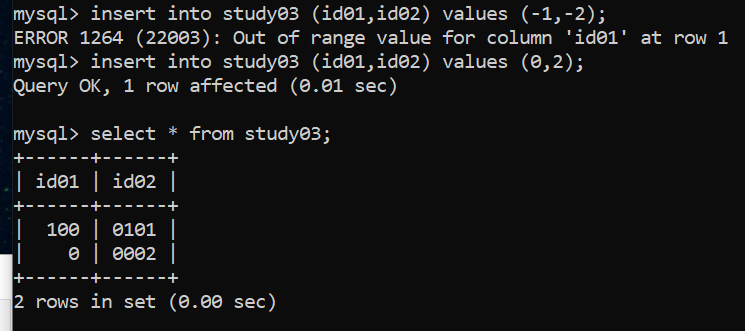 mysql> insert into study03 (id01,id02) values (-1,-2);
ERROR 1264 (22003): Out of range value for column 'id01' at row 1
mysql> insert into study03 (id01,id02) values (0,2);
Query OK, 1 row affected (0.01 sec)
mysql> select * from study03;
+------+------+
| id01 | id02 |
+------+------+
|  100 | 0101 |
|    0 | 0002 |
+------+------+
2 rows in set (0.00 sec)